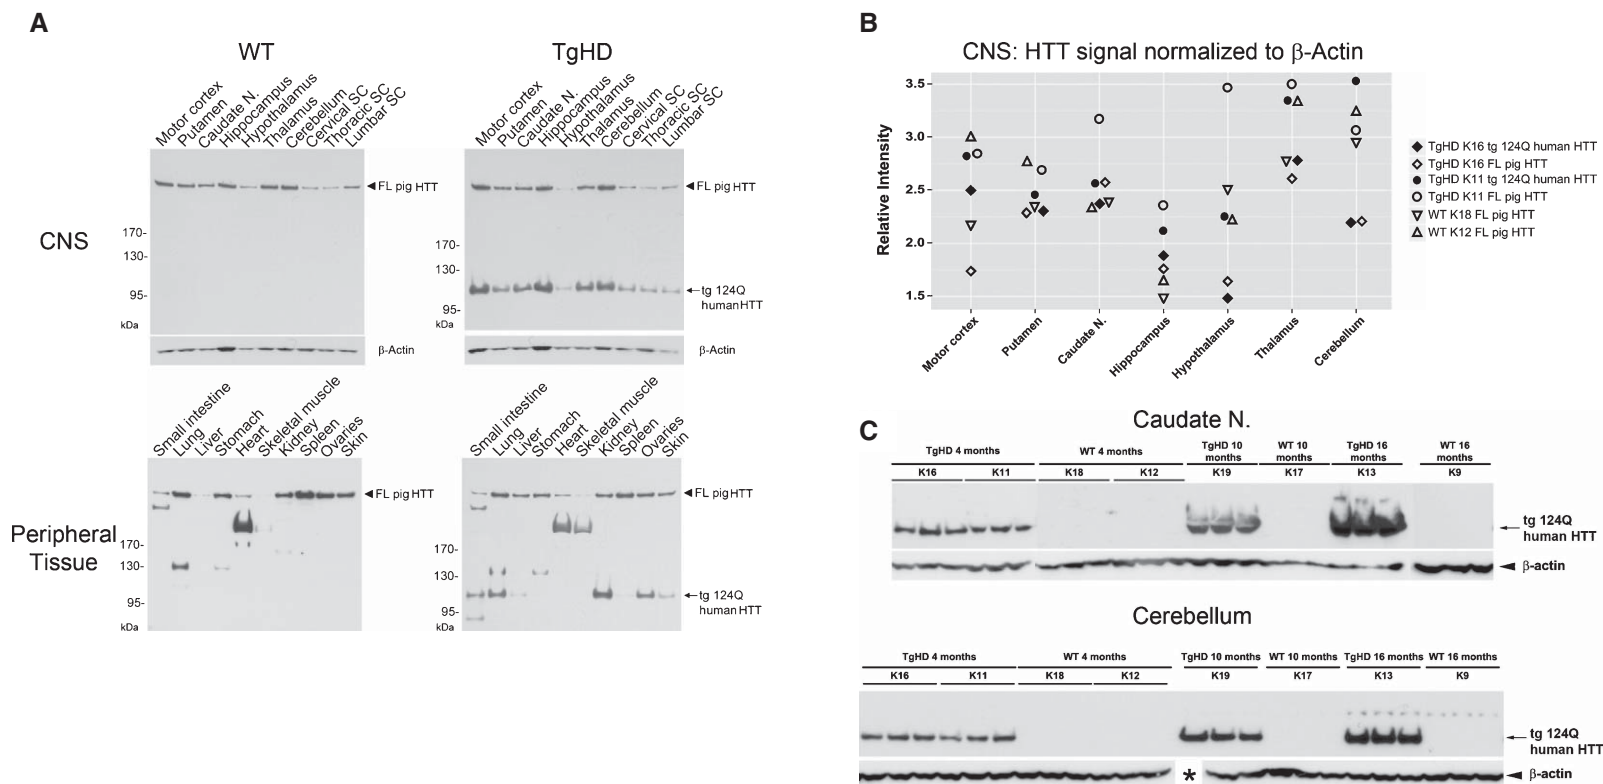 A
WT
TgHD
Motor cortex
Putamen
Caudate N.
Hippocampus
Hypothalamus
Thalamus
Cerebellum
Cervical SC
Thoracic SC
Lumbar SC
Motor cortex
Putamen
Caudate N.
Hippocampus
Hypothalamus
Thalamus
Cerebellum
Cervical SC
Thoracic SC
Lumbar SC
CNS
FL pig HTT
170-
130-
95-
kDa
β-Actin
FL pig HTT
170-
130-
95-
kDa
tg 124Q
human HTT
β-Actin
Peripheral
Tissue
Small intestine
Lung
Liver
Stomach
Heart
Skeletal muscle
Kidney
Spleen
Ovaries
Skin
Small intestine
Lung
Liver
Stomach
Heart
Skeletal muscle
Kidney
Spleen
Ovaries
Skin
FL pig HTT
170-
130-
95-
kDa
FL pig HTT
170-
130-
95-
kDa
tg 124Q
human HTT
B
CNS: HTT signal normalized to β-Actin
Relative Intensity
3.5
3.0
2.5
2.0
1.5
Motor cortex
Putamen
Caudate N.
Hippocampus
Hypothalamus
Thalamus
Cerebellum
TgHD K16 tg 124Q human HTT
TgHD K16 FL pig HTT
TgHD K11 tg 124Q human HTT
TgHD K11 FL pig HTT
WT K18 FL pig HTT
WT K12 FL pig HTT
C
Caudate N.
TgHD 4 months
WT 4 months
TgHD 10
months
WT 10
months
TgHD 16
months
WT 16
months
K16 K11 K18 K12 K19 K17 K13 K9
tg 124Q
human HTT
β-actin
Cerebellum
TgHD 4 months WT 4 months TgHD 10 months WT 10 months TgHD 16 months WT 16 months
K16 K11 K18 K12 K19 K17 K13 K9
tg 124Q
human HTT
*
β-actin